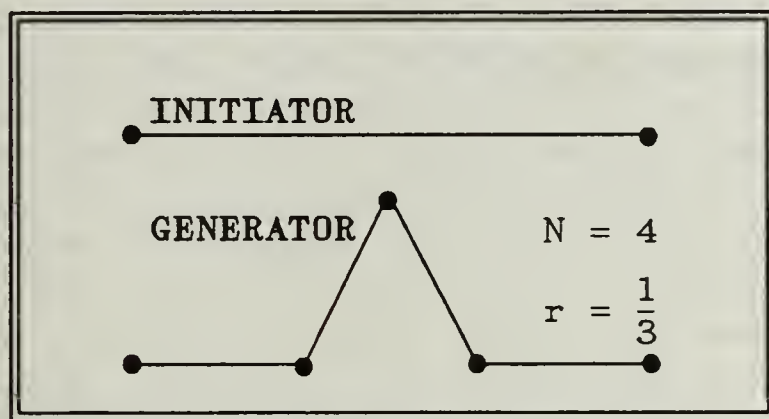 INITIATOR
GENERATOR
N = 4
r = 1/3